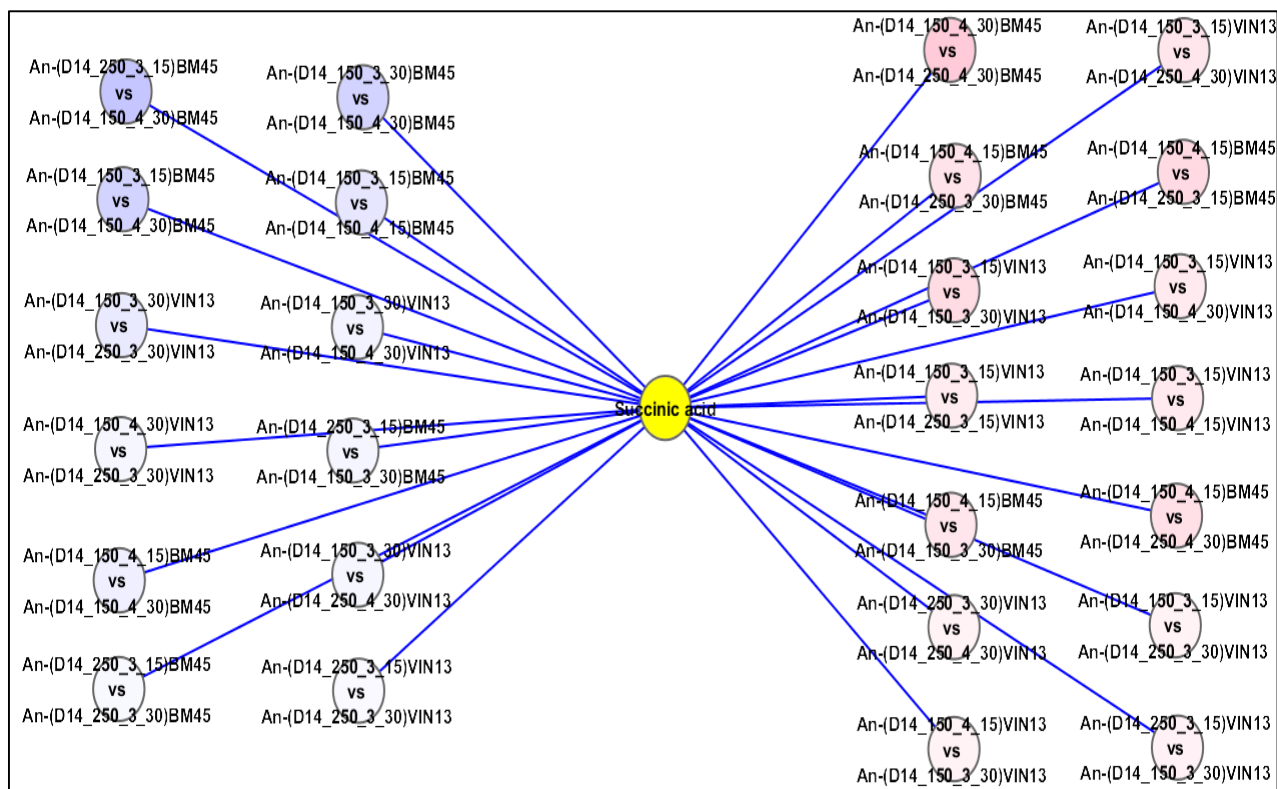 An-(D14_250_3_15)BM45
vs
An-(D14_150_4_30)BM45
An-(D14_150_3_30)BM45
vs
An-(D14_150_4_30)BM45
An-(D14_150_3_15)BM45
vs
An-(D14_150_4_30)BM45
An-(D14_150_3_15)BM45
vs
An-(D14_150_4_15)BM45
An-(D14_150_3_30)VIN13
vs
An-(D14_250_3_30)VIN13
An-(D14_150_3_30)VIN13
vs
An-(D14_150_4_30)VIN13
An-(D14_150_4_30)VIN13
vs
An-(D14_250_3_30)VIN13
An-(D14_250_3_15)BM45
vs
An-(D14_150_3_30)BM45
An-(D14_150_4_15)BM45
vs
An-(D14_150_4_30)BM45
An-(D14_150_3_30)VIN13
vs
An-(D14_250_4_30)VIN13
An-(D14_250_3_15)BM45
vs
An-(D14_250_3_30)BM45
An-(D14_250_3_15)VIN13
vs
An-(D14_250_3_30)VIN13
Succinic acid
An-(D14_150_4_30)BM45
vs
An-(D14_250_4_30)BM45
An-(D14_150_3_15)VIN13
vs
An-(D14_250_4_30)VIN13
An-(D14_150_4_15)BM45
vs
An-(D14_250_3_30)BM45
An-(D14_150_4_15)BM45
vs
An-(D14_250_3_15)BM45
An-(D14_150_3_15)VIN13
vs
An-(D14_150_3_30)VIN13
An-(D14_150_3_15)VIN13
vs
An-(D14_150_4_30)VIN13
An-(D14_150_3_15)VIN13
vs
An-(D14_250_3_15)VIN13
An-(D14_150_3_15)VIN13
vs
An-(D14_150_4_15)VIN13
An-(D14_150_4_15)BM45
vs
An-(D14_150_3_30)BM45
An-(D14_150_4_15)BM45
vs
An-(D14_250_4_30)BM45
An-(D14_250_3_30)VIN13
vs
An-(D14_250_4_30)VIN13
An-(D14_150_3_15)VIN13
vs
An-(D14_250_3_30)VIN13
An-(D14_150_4_15)VIN13
vs
An-(D14_150_3_30)VIN13
An-(D14_250_3_15)VIN13
vs
An-(D14_150_3_30)VIN13